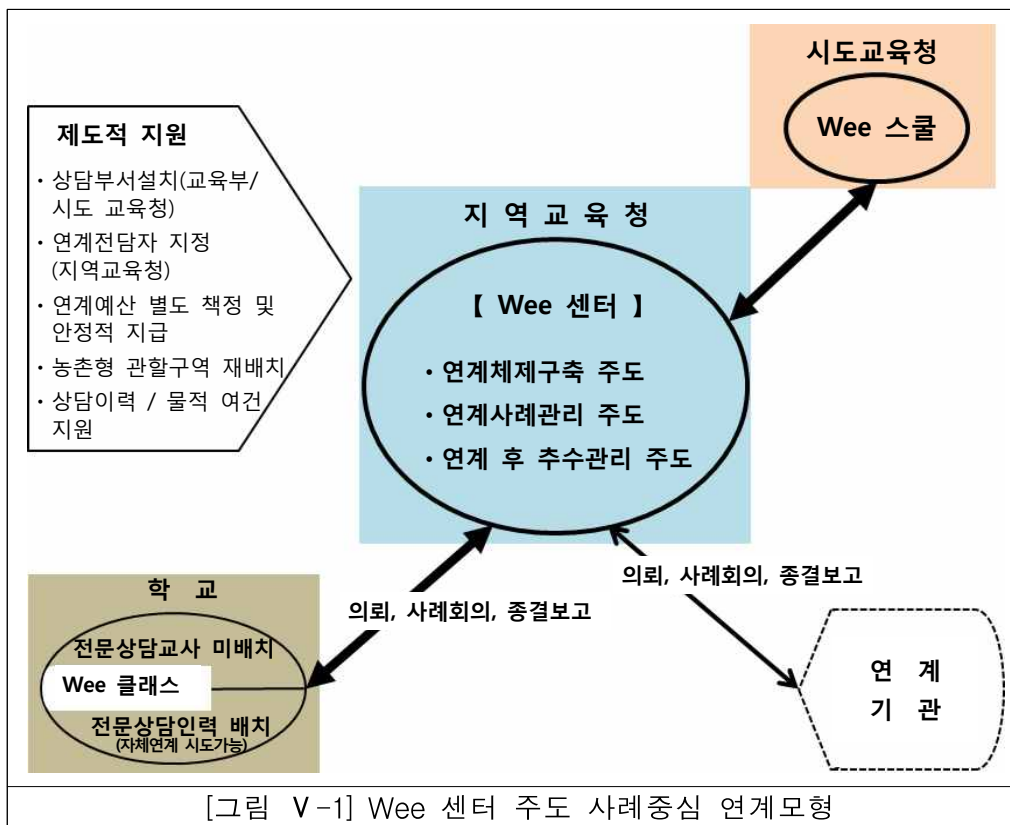 시도교육청
Wee 스쿨
제도적 지원
· 상담부서설치(교육부/
시도 교육청)
· 연계전담자 지정
(지역교육청)
· 연계예산 별도 책정 및
안정적 지급
· 농촌형 관할구역 재배치
· 상담이력 / 물적 여건
지원
지 역 교 육 청
【 Wee 센터 】
· 연계체제구축 주도
· 연계사례관리 주도
· 연계 후 추수관리 주도
의뢰, 사례회의, 종결보고
의뢰, 사례회의, 종결보고
학 교
전문상담교사 미배치
Wee 클래스
전문상담인력 배치
(자체연계 시도가능)
연 계
기 관
[그림 Ⅴ-1] Wee 센터 주도 사례중심 연계모형